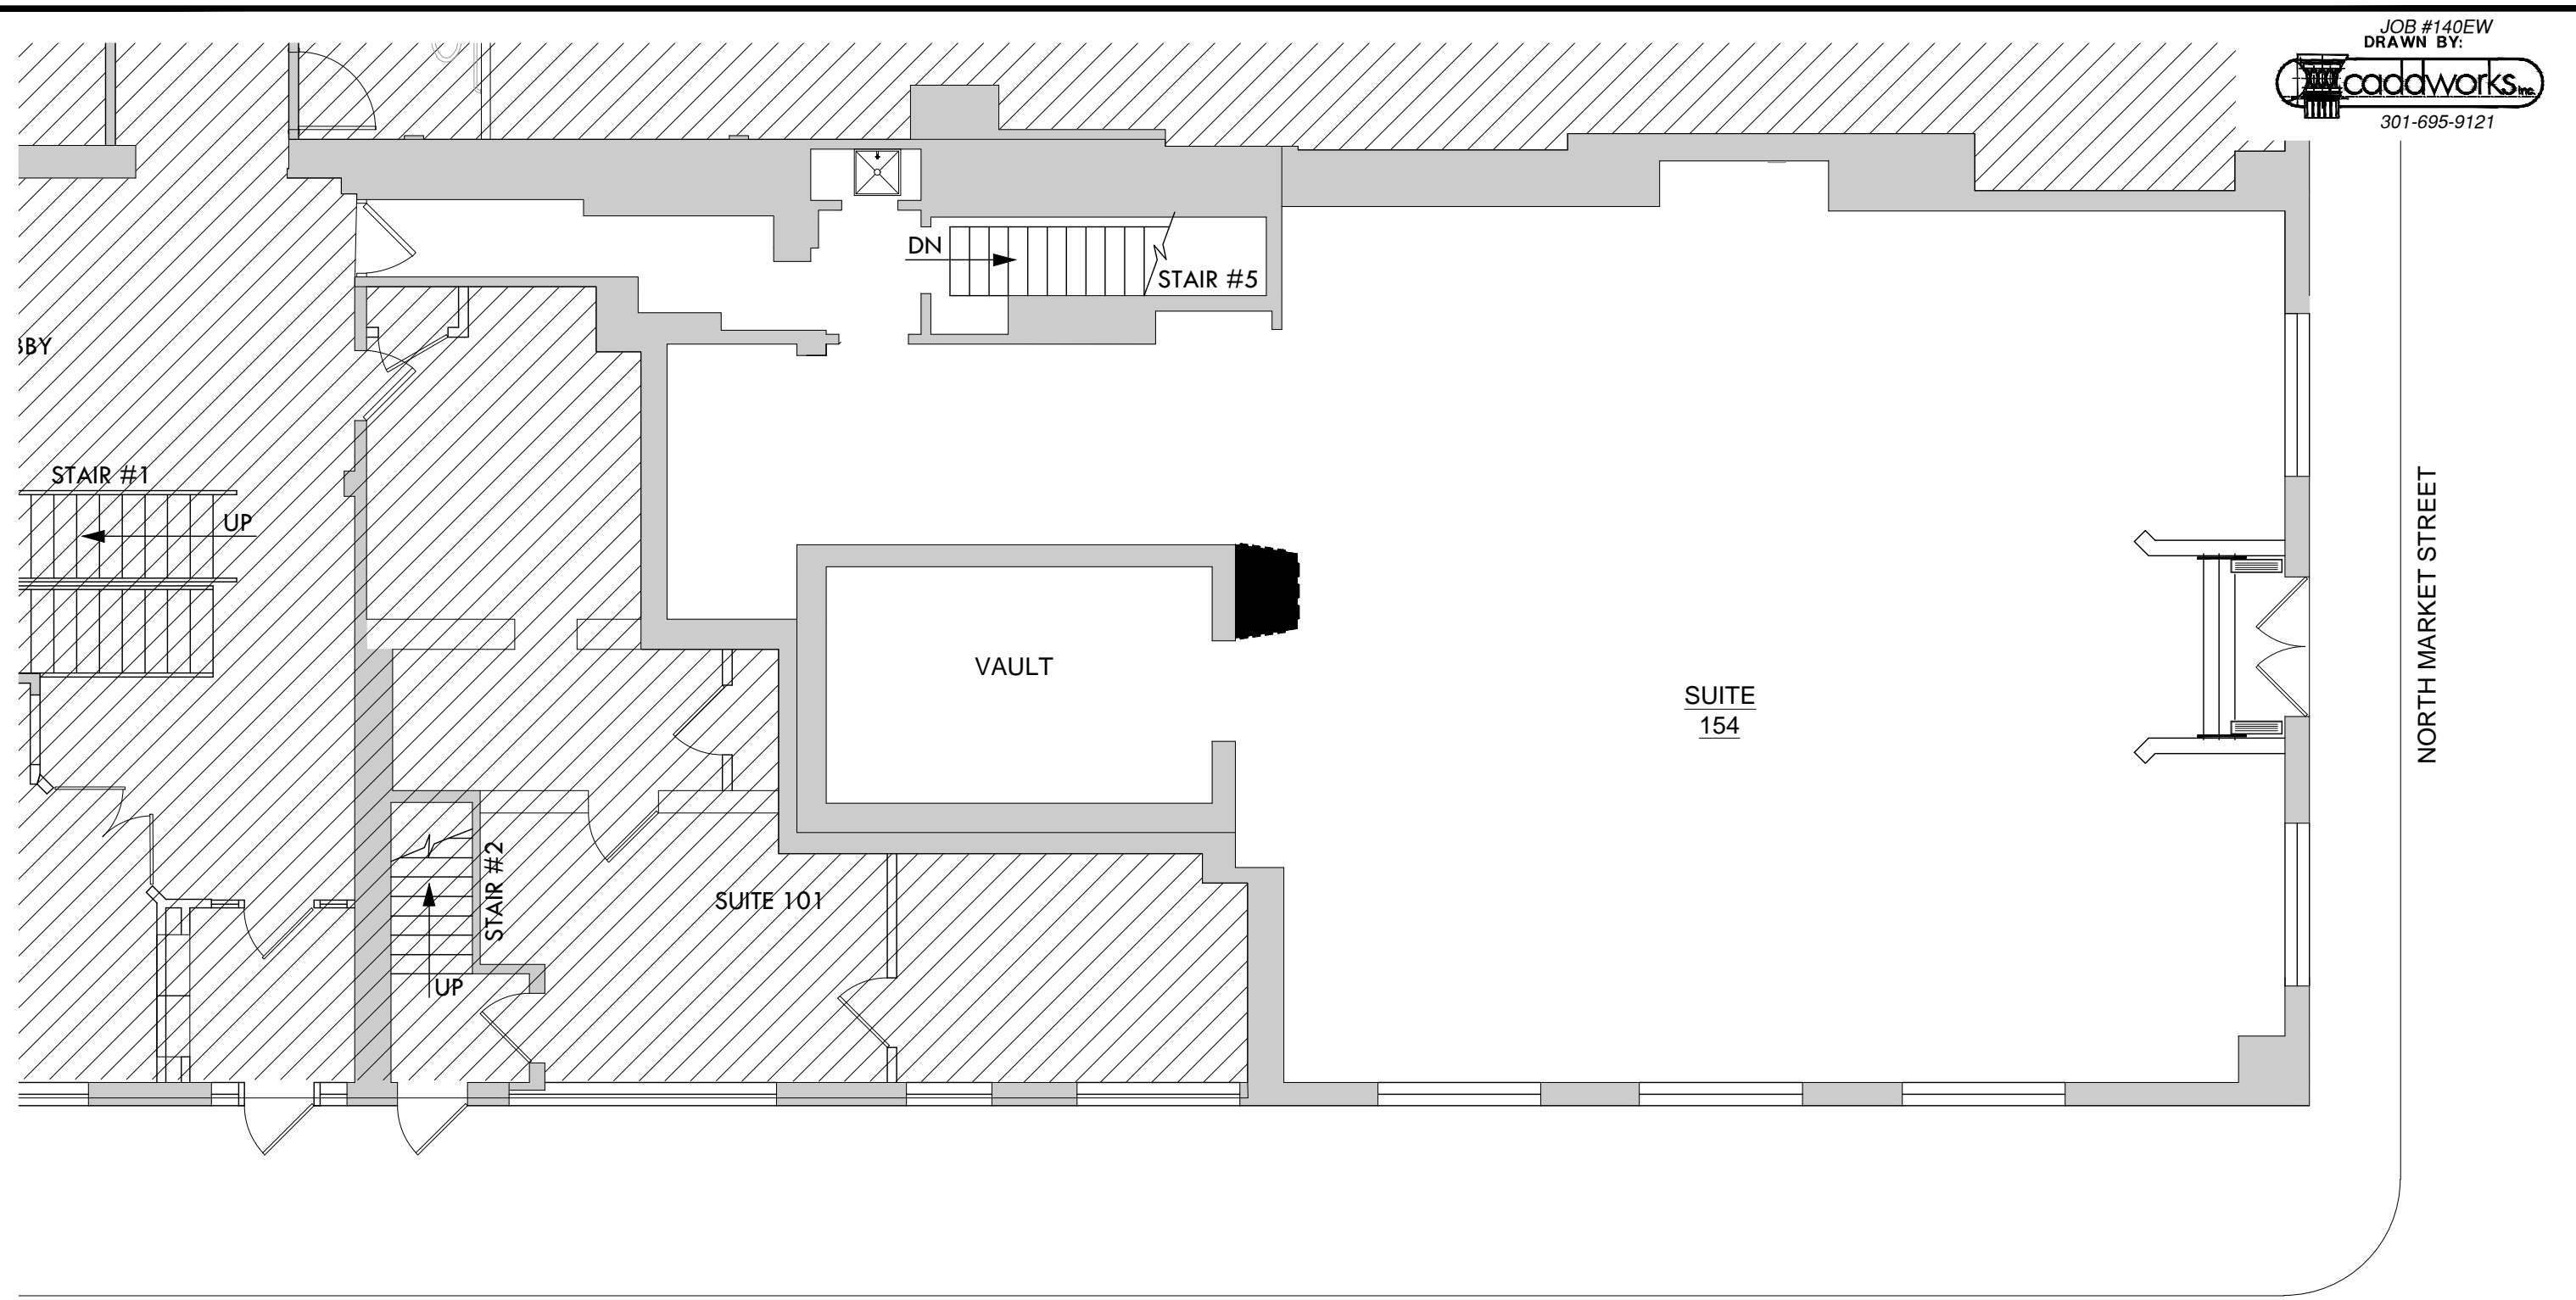 JOB #140EW
DRAWN BY:
caddworks inc.
301-695-9121
DN
STAIR #5
BBY
STAIR #1
UP
NORTH MARKET STREET
VAULT
SUITE
154
STAIR #2
SUITE 101
UP